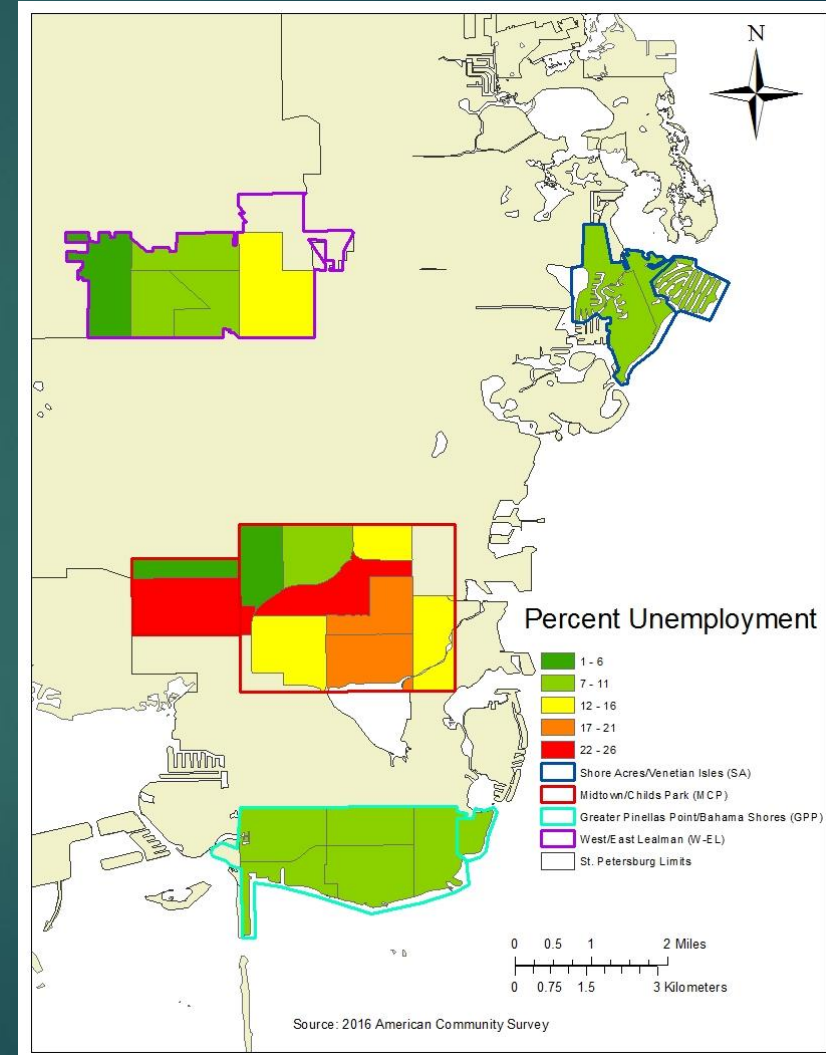 N
Percent Unemployment
1 - 6
7 - 11
12 - 16
17 - 21
22 - 26
Shore Acres/Venetian Isles (SA)
Midtown/Childs Park (MCP)
Greater Pinellas Point/Bahama Shores (GPP)
West/East Lealman (W-EL)
St. Petersburg Limits
0 0.5 1 2 Miles
0 0.75 1.5 3 Kilometers
Source: 2016 American Community Survey